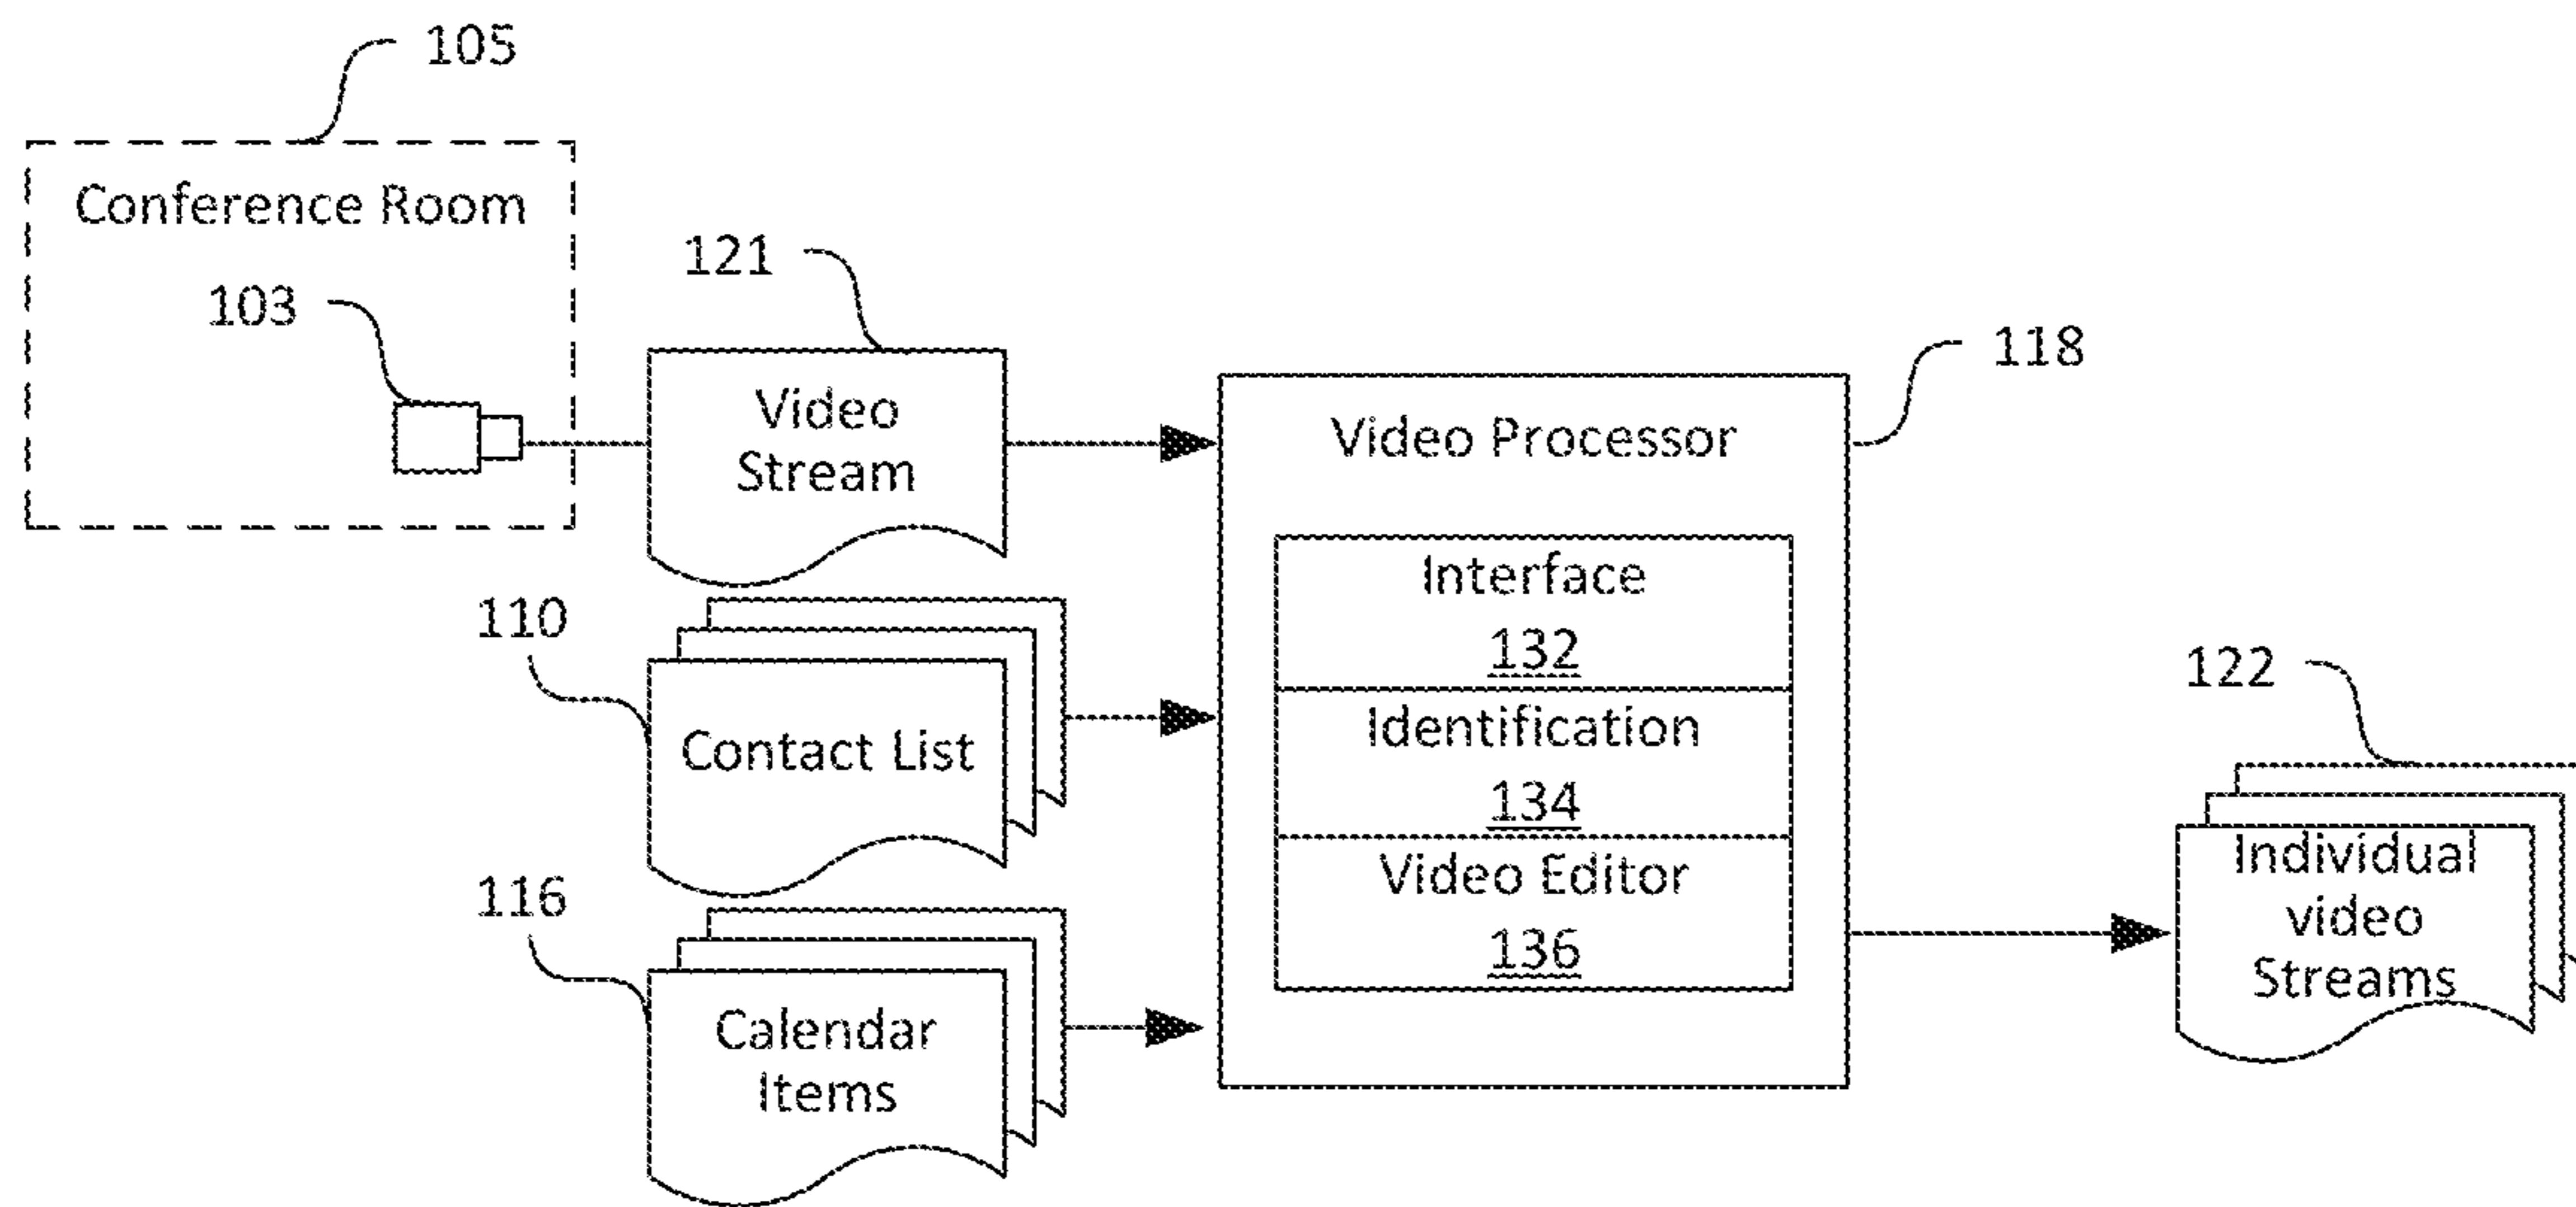 105
Conference Room
103
121
Video
Stream
118
Video Processor
Interface
132
Identification
134
Video Editor
136
110
Contact List
116
Calendar
Items
122
Individual
video
Streams